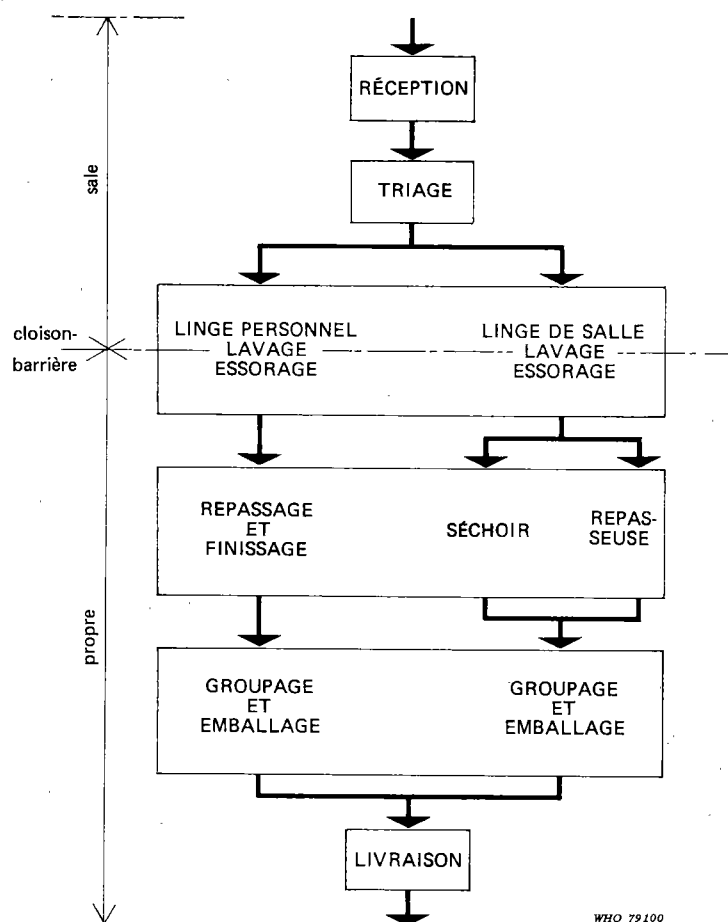 RÉCEPTION
sale
TRIAGE
LINGE PERSONNEL
LAVAGE
ESSORAGE
LINGE DE SALLE
LAVAGE
ESSORAGE
cloison-
barrière
REPASSAGE
ET
FINISSAGE
SÉCHOIR
REPAS-
SEUSE
propre
GROUPAGE
ET
EMBALLAGE
GROUPAGE
ET
EMBALLAGE
LIVRAISON
WHO 79100